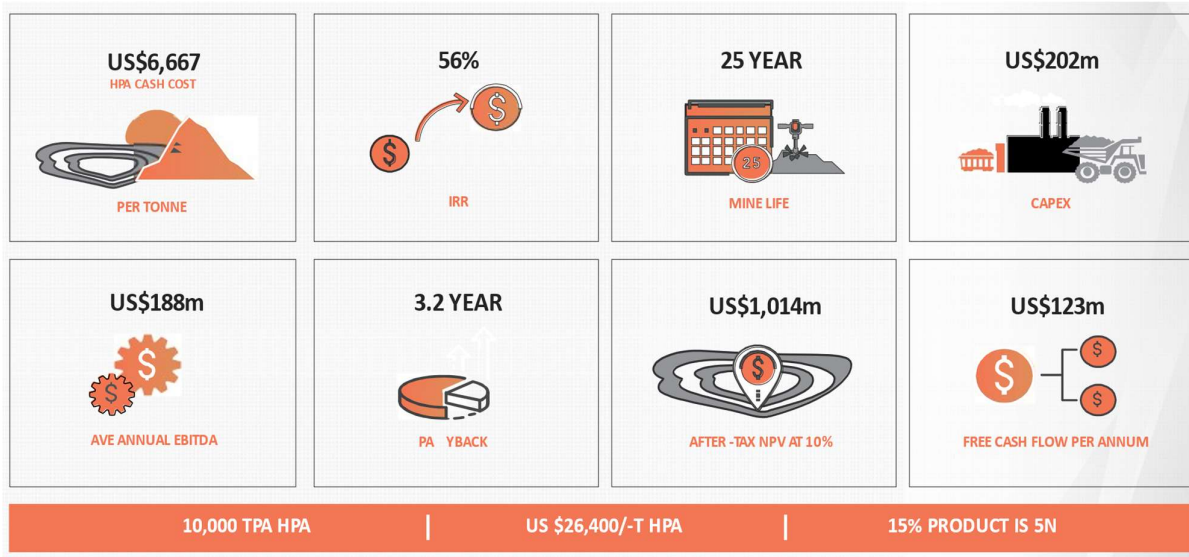 US$6,667
HPA CASH COST
PER TONNE
56%
IRR
25 YEAR
25
MINE LIFE
US$202m
CAPEX
US$188m
$
$
AVE ANNUAL EBITDA
3.2 YEAR
PA YBACK
US$1,014m
$
AFTER -TAX NPV AT 10%
US$123m
$
$
$
FREE CASH FLOW PER ANNUM
10,000 TPA HPA | US $26,400/-T HPA | 15% PRODUCT IS 5N